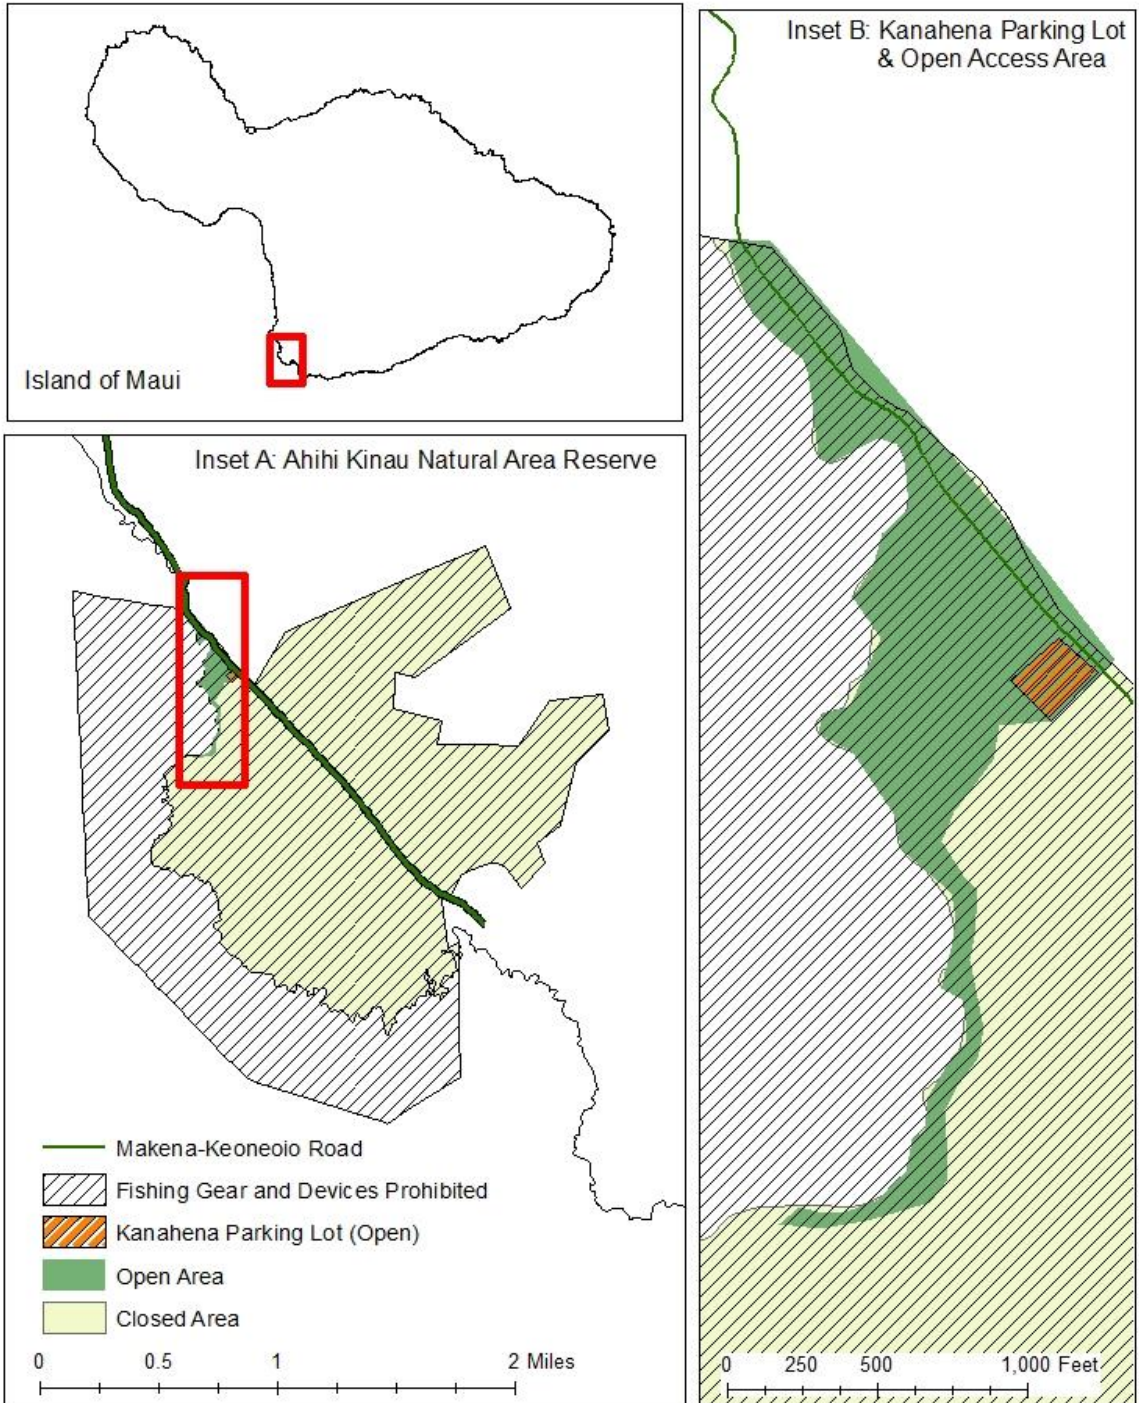 Island of Maui
Inset A: Ahihi Kinau Natural Area Reserve
Makena-Keoneoio Road
Fishing Gear and Devices Prohibited
Kanahena Parking Lot (Open)
Open Area
Closed Area
0 0.5 1 2 Miles
Inset B: Kanahena Parking Lot
& Open Access Area
0 250 500 1,000 Feet